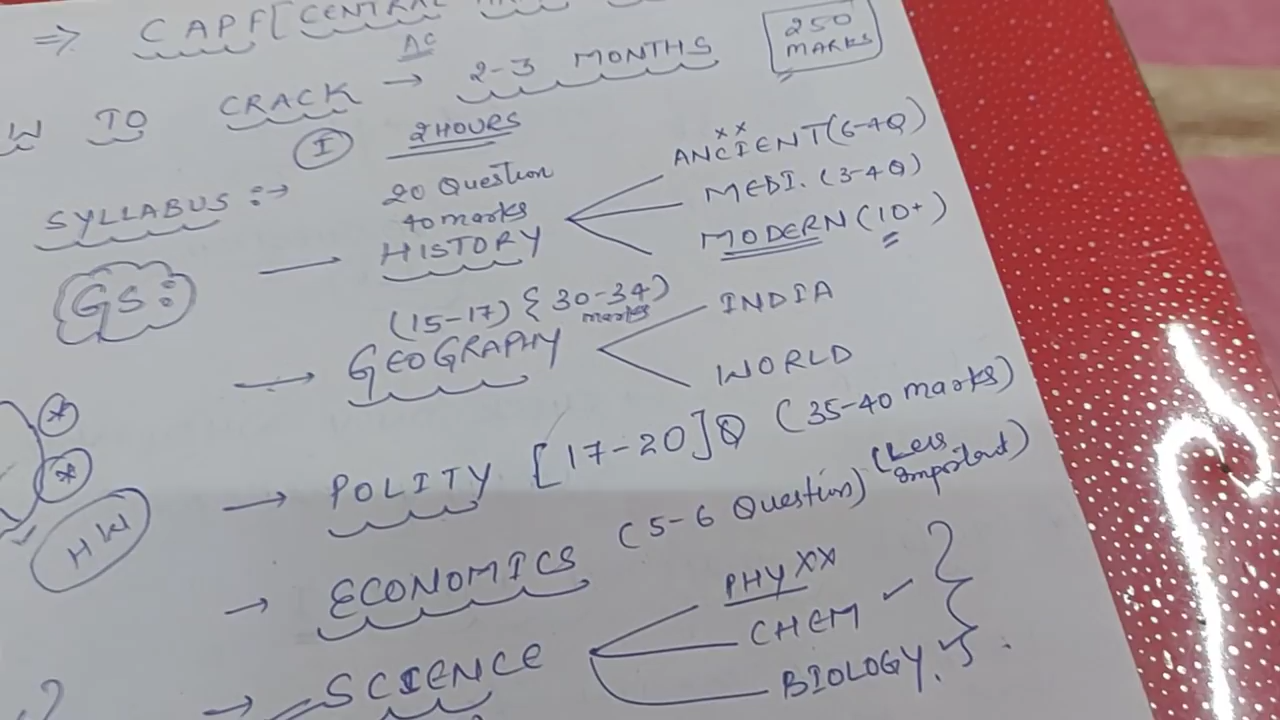 ⇒ CAPF [CENTRAL
AC
W TO CRACK → 2-3 MONTHS
250
MARKS
I 2 HOURS
SYLLABUS :→
20 Question
40 marks
GS: — HISTORY
ANCIENT (6-7Q)
MEDI. (3-4Q)
MODERN (10+)
(15-17) { 30-34)
marks
→ GEOGRAPHY
INDIA
WORLD
→ POLITY [17-20]Q (35-40 marks)
HW
→ ECONOMICS (5-6 Question) (Less
important)
→ SCIENCE
PHY XX
CHEM ✓
BIOLOGY. ✓